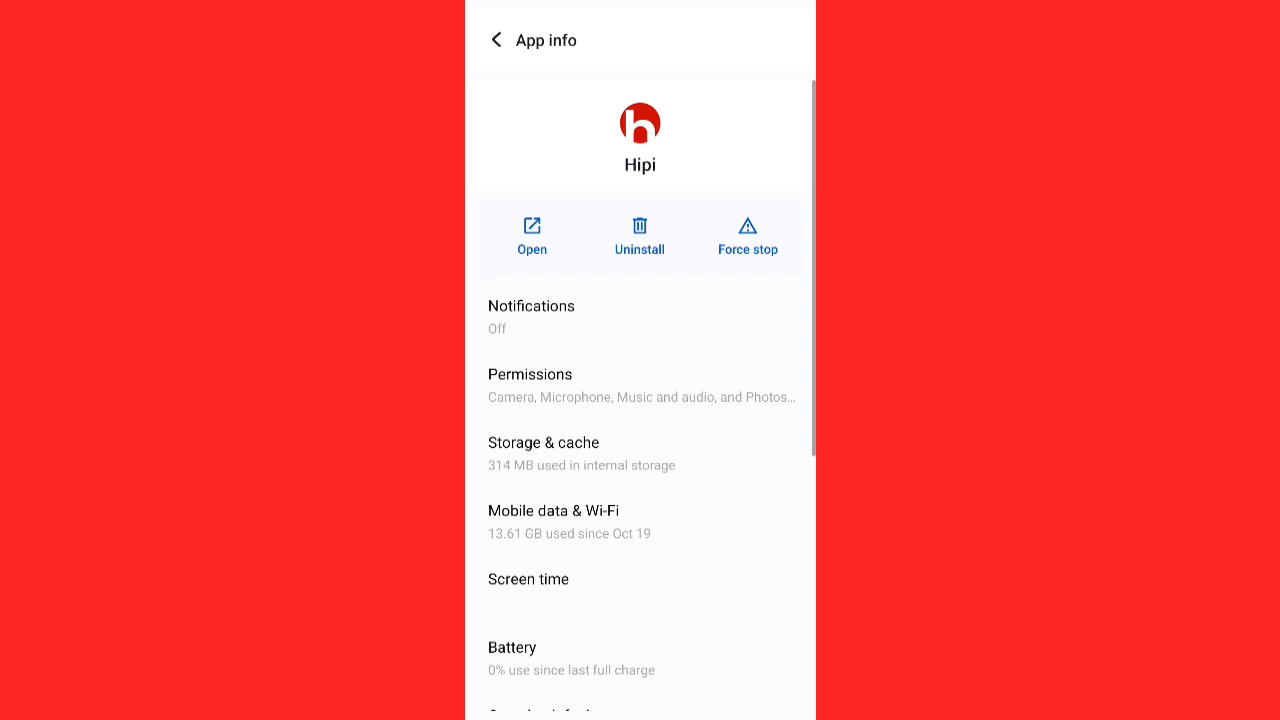 App info
h
Hipi
Open Uninstall Force stop
Notifications
Off
Permissions
Camera, Microphone, Music and audio, and Photos...
Storage & cache
314 MB used in internal storage
Mobile data & Wi-Fi
13.61 GB used since Oct 19
Screen time
Battery
0% use since last full charge